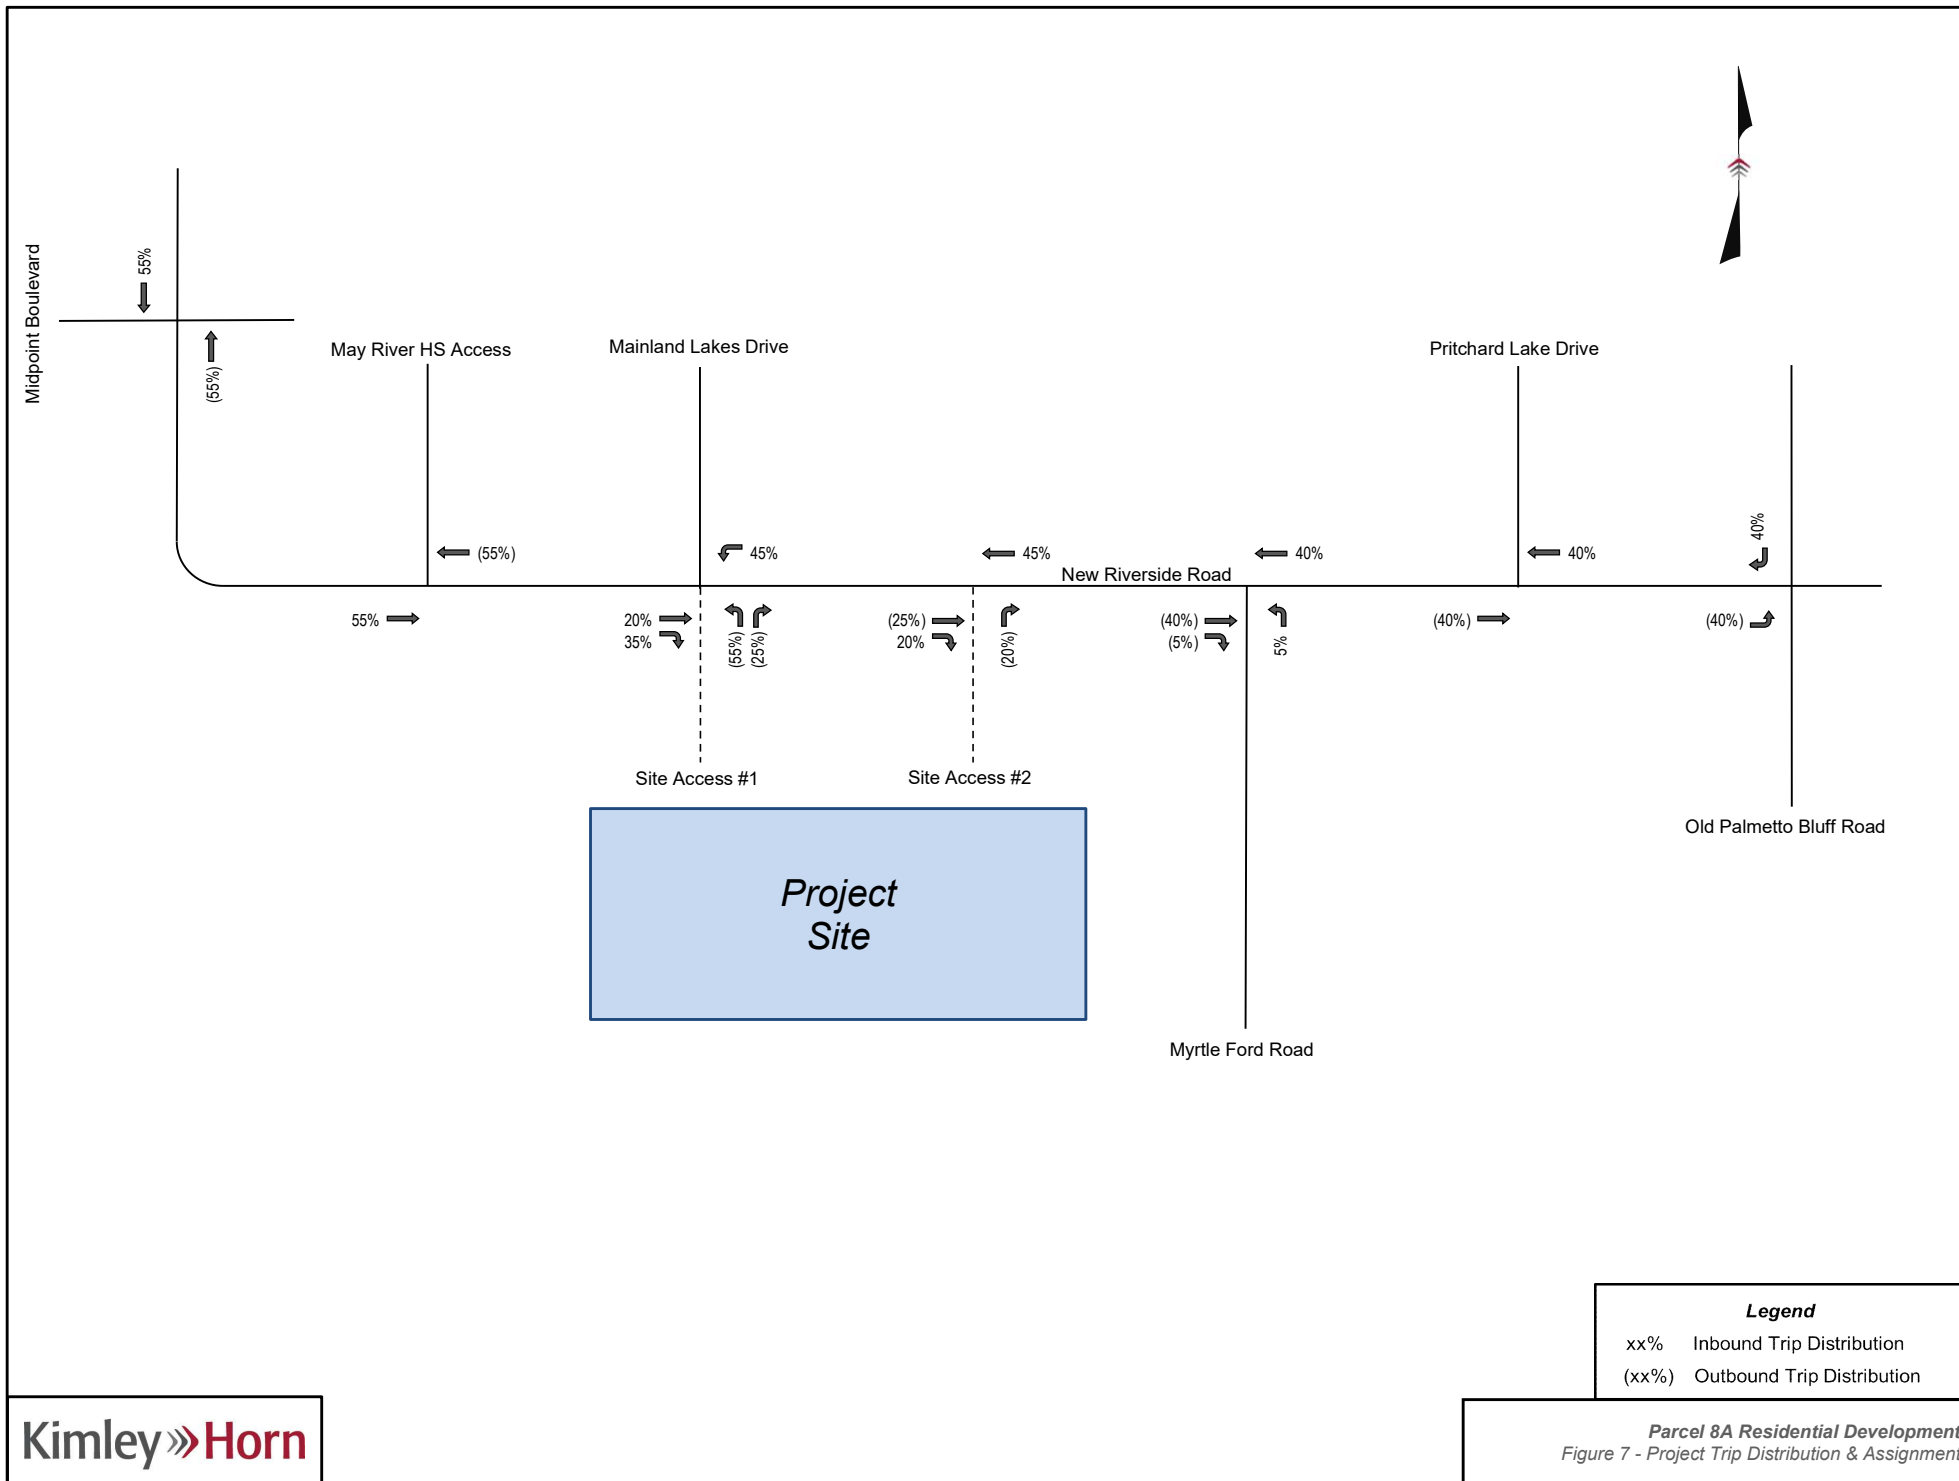 Midpoint Boulevard
55%
(55%)
May River HS Access
Mainland Lakes Drive
Pritchard Lake Drive
(55%)
45%
45%
40%
40%
40%
New Riverside Road
55%
20%
35%
(55%)
(25%)
(25%)
20%
(20%)
(40%)
(5%)
5%
(40%)
(40%)
Site Access #1
Site Access #2
Old Palmetto Bluff Road
Project
Site
Myrtle Ford Road
Legend
xx% Inbound Trip Distribution
(xx%) Outbound Trip Distribution
Kimley Horn
Parcel 8A Residential Development
Figure 7 - Project Trip Distribution & Assignment